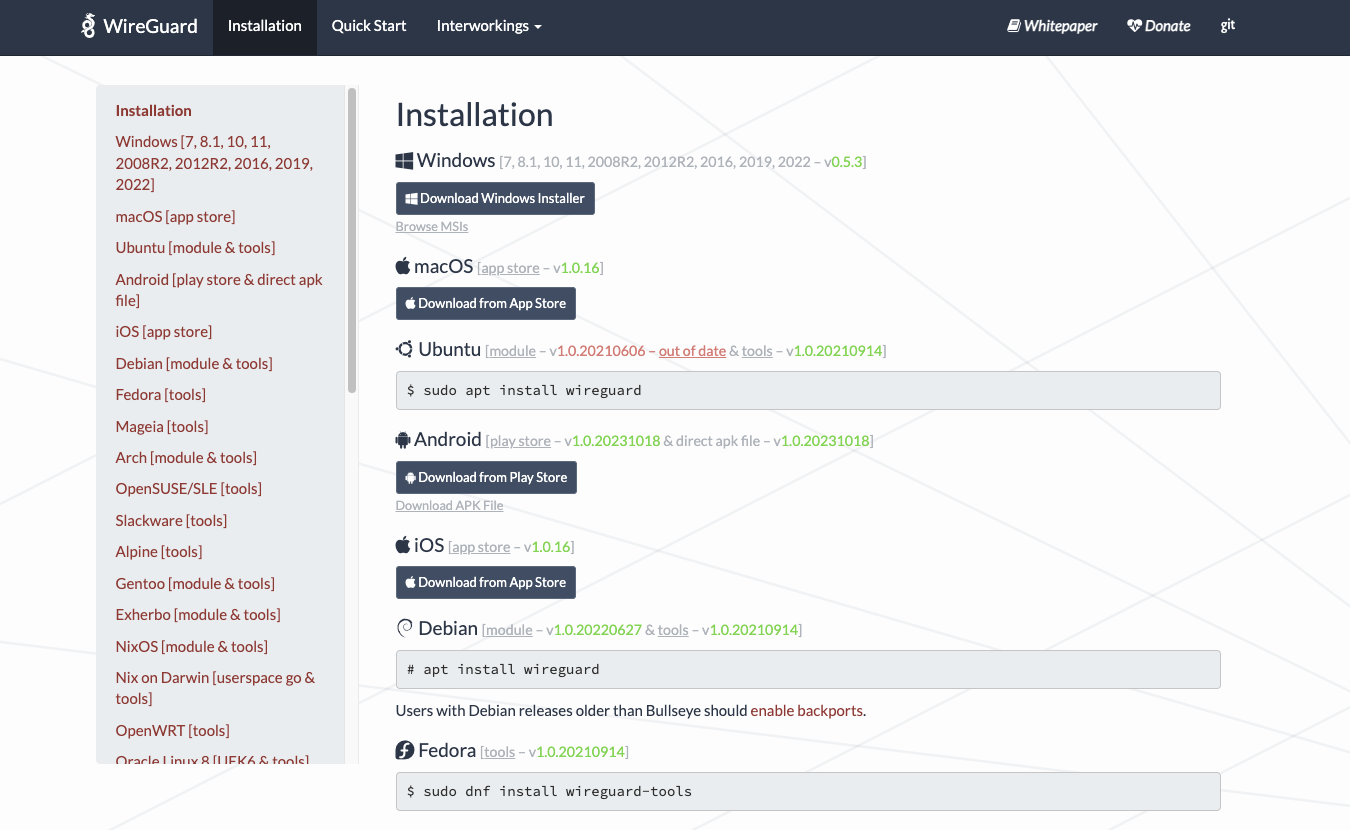 WireGuard Installation Quick Start Interworkings Whitepaper Donate git
Installation
Windows [7, 8.1, 10, 11,
2008R2, 2012R2, 2016, 2019,
2022]
macOS [app store]
Ubuntu [module & tools]
Android [play store & direct apk
file]
iOS [app store]
Debian [module & tools]
Fedora [tools]
Mageia [tools]
Arch [module & tools]
OpenSUSE/SLE [tools]
Slackware [tools]
Alpine [tools]
Gentoo [module & tools]
Exherbo [module & tools]
NixOS [module & tools]
Nix on Darwin [userspace go &
tools]
OpenWRT [tools]
Oracle Linux 8 [UEK6 & tools]
Installation
Windows [7, 8.1, 10, 11, 2008R2, 2012R2, 2016, 2019, 2022 – v0.5.3]
Download Windows Installer
Browse MSIs
macOS [app store – v1.0.16]
Download from App Store
Ubuntu [module – v1.0.20210606 – out of date & tools – v1.0.20210914]
$ sudo apt install wireguard
Android [play store – v1.0.20231018 & direct apk file – v1.0.20231018]
Download from Play Store
Download APK File
iOS [app store – v1.0.16]
Download from App Store
Debian [module – v1.0.20220627 & tools – v1.0.20210914]
# apt install wireguard
Users with Debian releases older than Bullseye should enable backports.
Fedora [tools – v1.0.20210914]
$ sudo dnf install wireguard-tools